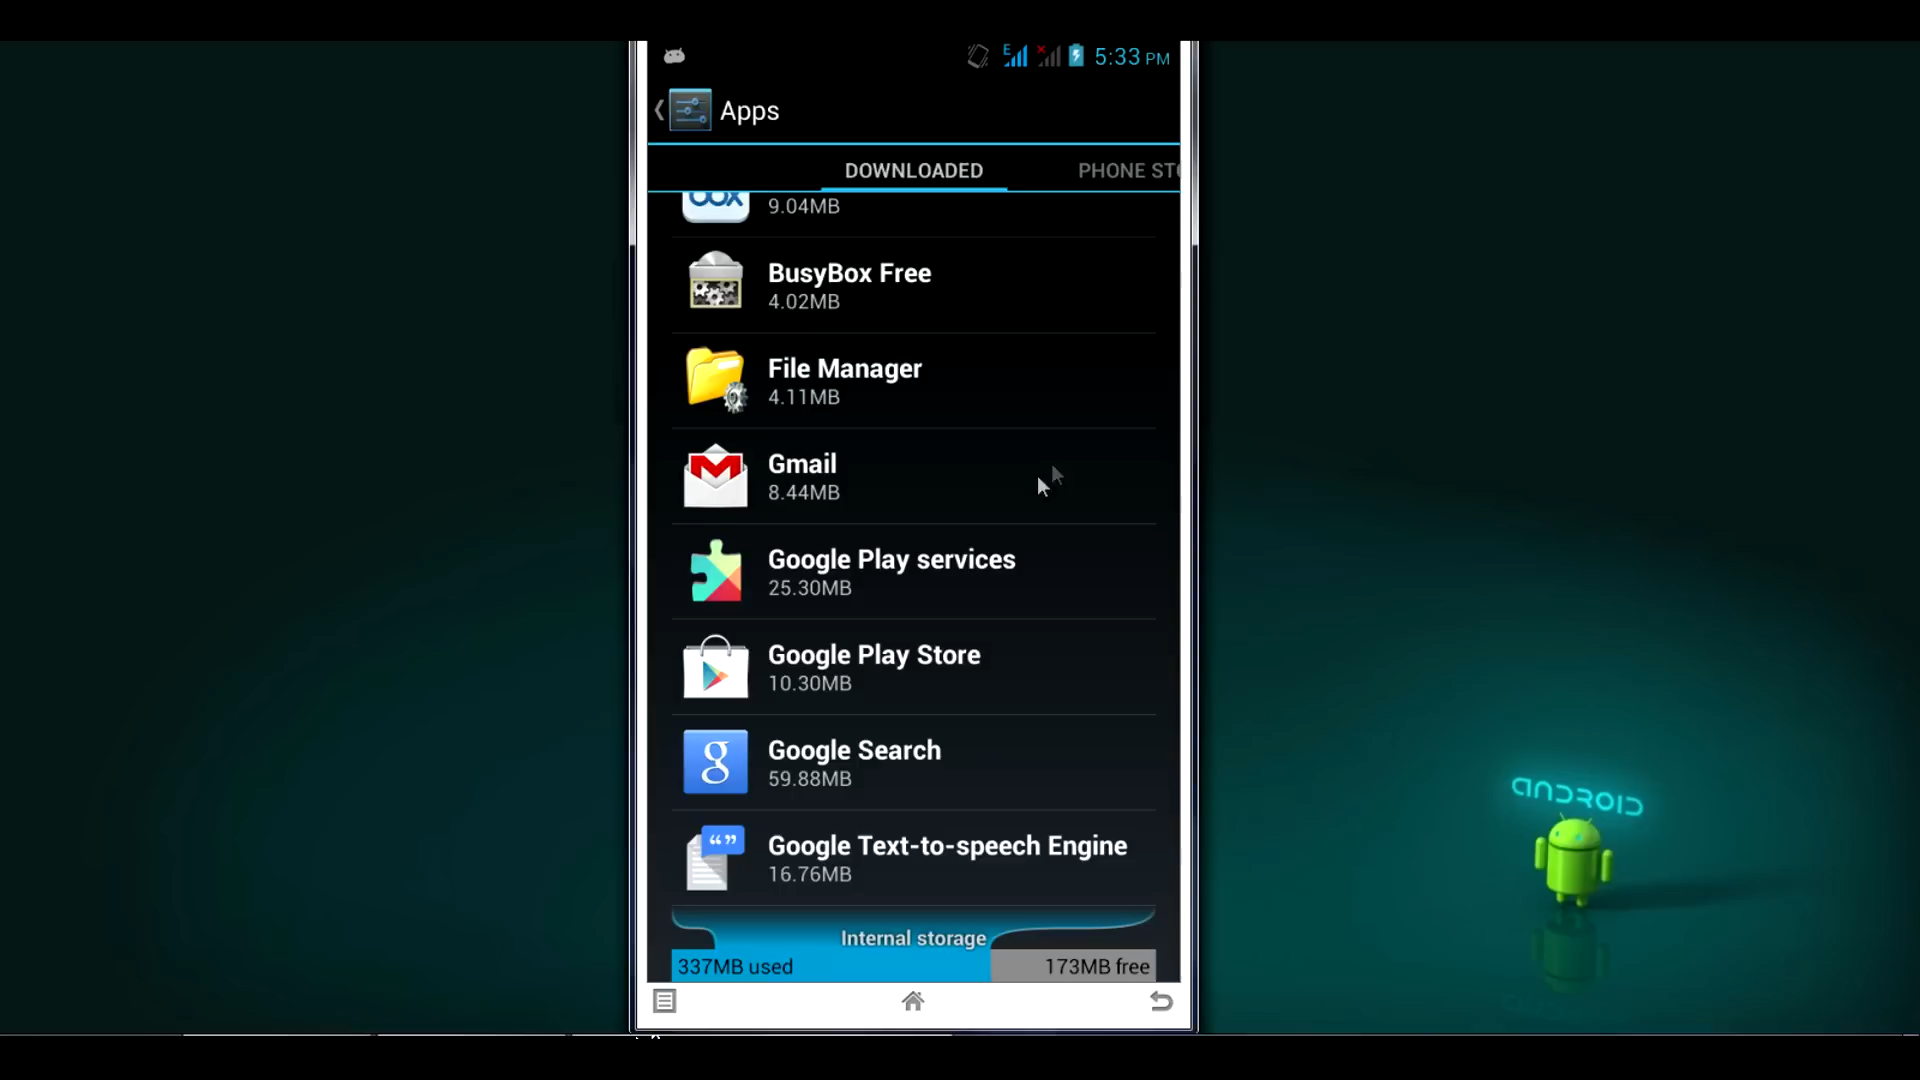 E x 5:33 PM
Apps
DOWNLOADED PHONE STO
box
9.04MB
BusyBox Free
4.02MB
File Manager
4.11MB
Gmail
8.44MB
Google Play services
25.30MB
Google Play Store
10.30MB
g Google Search
59.88MB
“” Google Text-to-speech Engine
16.76MB
Internal storage
337MB used 173MB free
ANDROID